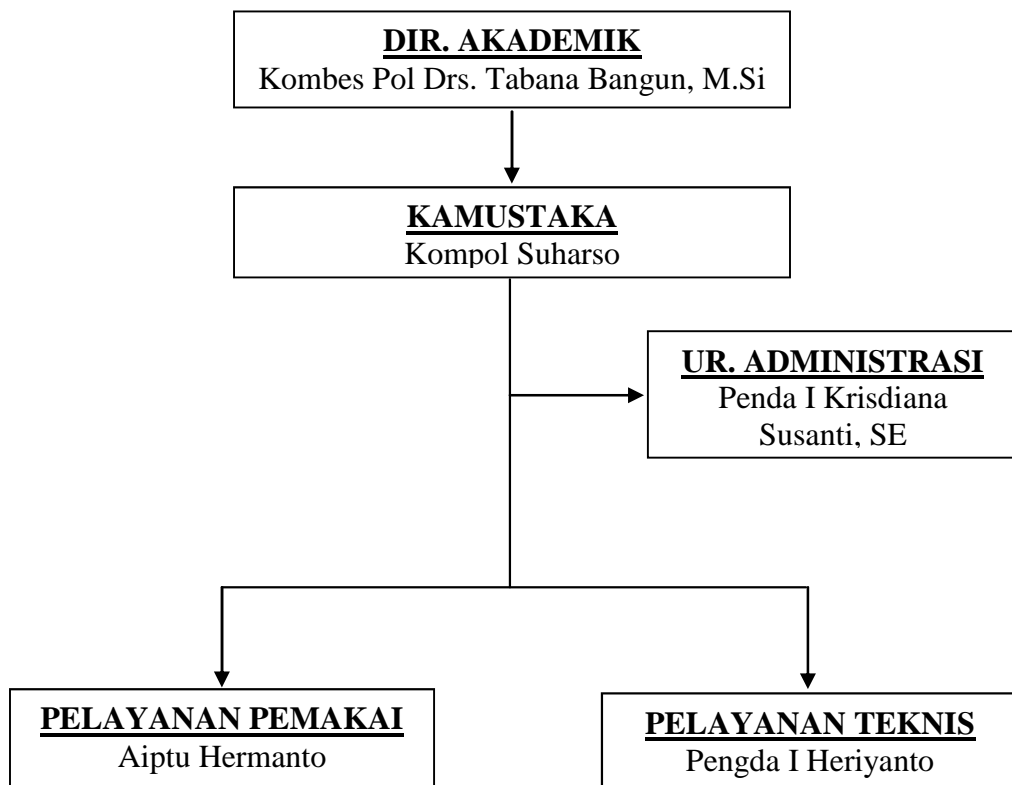 DIR. AKADEMIK
Kombes Pol Drs. Tabana Bangun, M.Si
KAMUSTAKA
Kompol Suharso
UR. ADMINISTRASI
Penda I Krisdiana
Susanti, SE
PELAYANAN PEMAKAI
Aiptu Hermanto
PELAYANAN TEKNIS
Pengda I Heriyanto